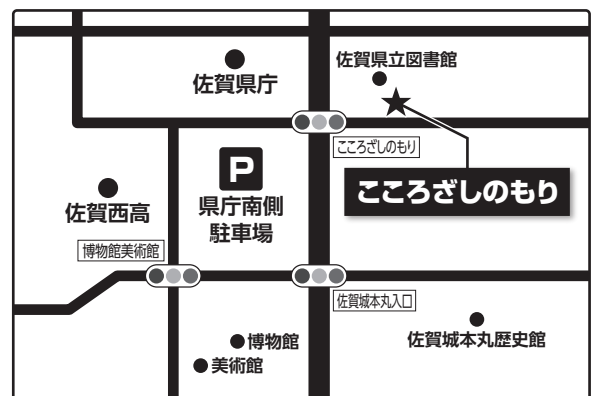 佐賀県立図書館
佐賀県庁
こころざしのもり
こころざしのもり
P
県庁南側
駐車場
佐賀西高
博物館美術館
佐賀城本丸入口
佐賀城本丸歴史館
博物館
美術館